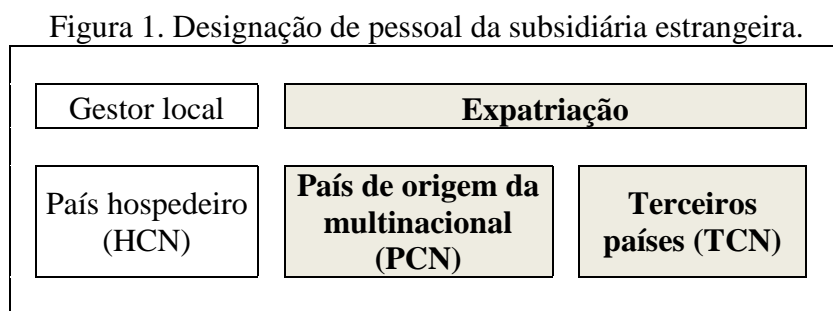 Figura 1. Designação de pessoal da subsidiária estrangeira.
Gestor local
Expatriação
País hospedeiro
(HCN)
País de origem da
multinacional
(PCN)
Terceiros
países (TCN)